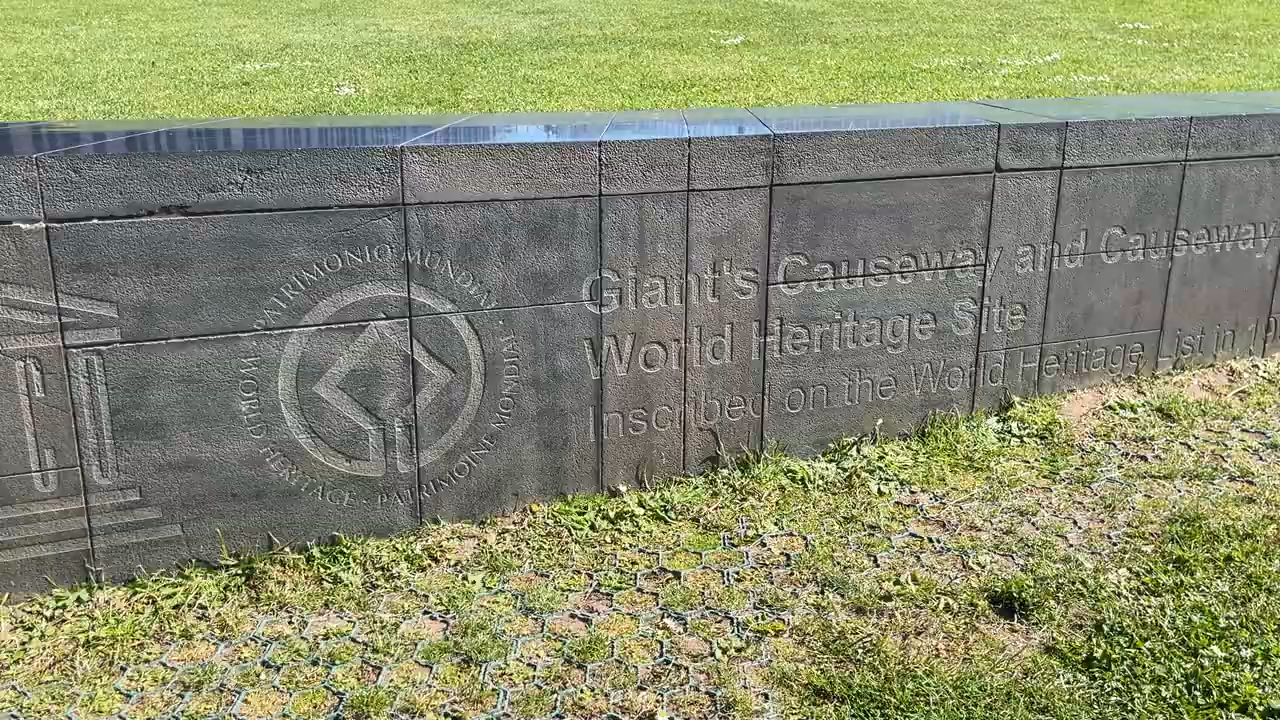 PATRIMONIO MUNDIAL
WORLD HERITAGE · PATRIMOINE MONDIAL
Giant's Causeway and Causeway
World Heritage Site
Inscribed on the World Heritage List in 19